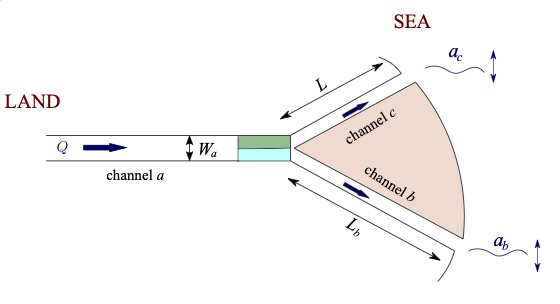 SEA
a_c
L
LAND
channel c
Q
W_a
channel a
channel b
L_b
a_b